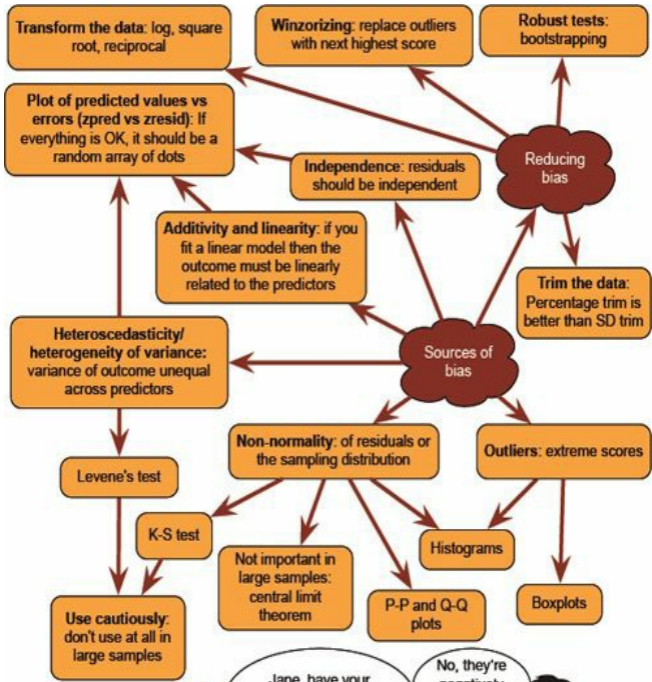 Transform the data: log, square
root, reciprocal
Winzorizing: replace outliers
with next highest score
Robust tests:
bootstrapping
Plot of predicted values vs
errors (zpred vs zresid): If
everything is OK, it should be a
random array of dots
Reducing
bias
Independence: residuals
should be independent
Additivity and linearity: if you
fit a linear model then the
outcome must be linearly
related to the predictors
Trim the data:
Percentage trim is
better than SD trim
Heteroscedasticity/
heterogeneity of variance:
variance of outcome unequal
across predictors
Sources of
bias
Non-normality: of residuals or
the sampling distribution
Outliers: extreme scores
Levene's test
K-S test
Not important in
large samples:
central limit
theorem
Histograms
P-P and Q-Q
plots
Boxplots
Use cautiously:
don't use at all in
large samples
Jane, have your
No, they're